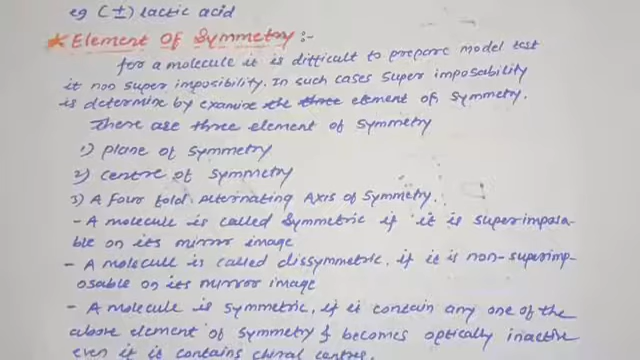 eg (±) lactic acid
* Element Of Symmetry :-
for a molecule it is difficult to prepare model test
it non super imposibility. In such cases super imposability
is determine by examine the three element of symmetry.
There are three element of symmetry
1) plane of symmetry
2) centre of symmetry
3) A four fold Alternating Axis of symmetry.
- A molecule is called symmetric if it is superimposa-
ble on its mirror image
- A molecule is called dissymmetric, if it is non-superimp-
osable on its mirror image
- A molecule is symmetric, if it contain any one of the
above element of symmetry & becomes optically inactive
even if it contains chiral centres.